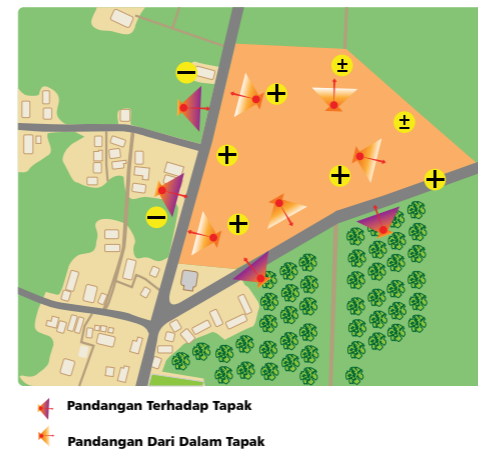 − + ±
±
+
+ +
− +
Pandangan Terhadap Tapak
Pandangan Dari Dalam Tapak